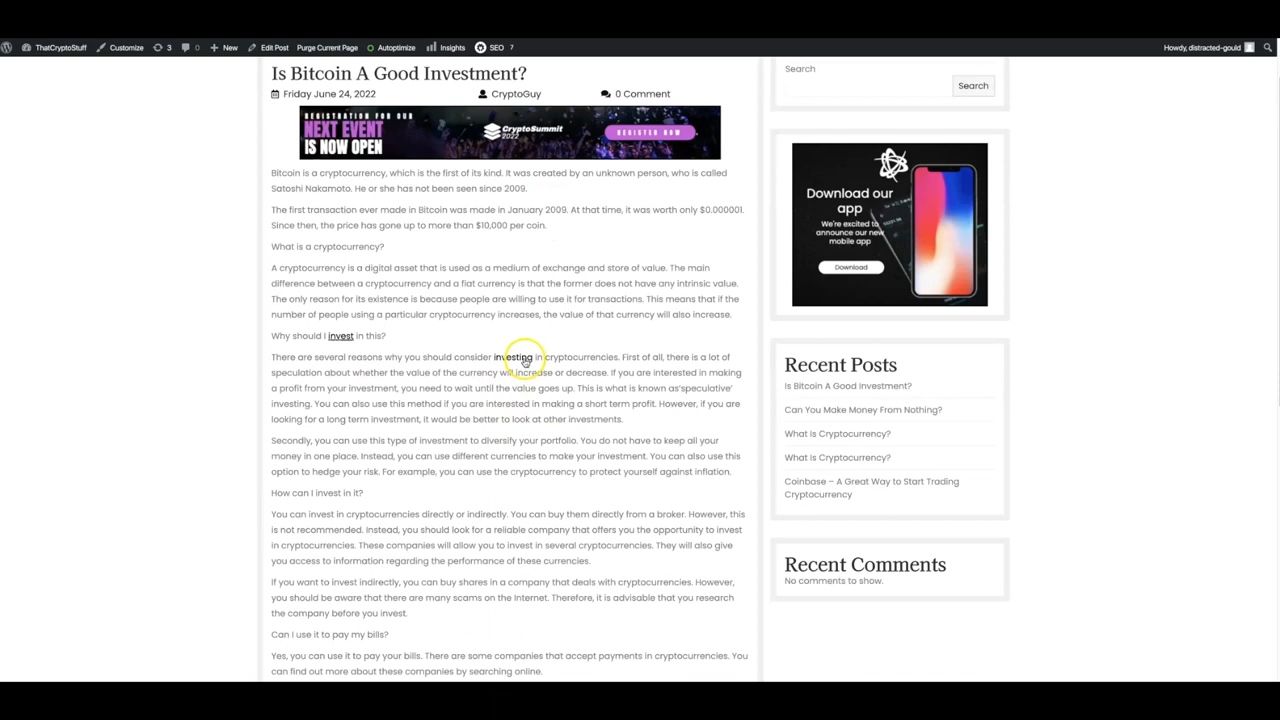 ThatCryptoStuff Customize 3 0 New Edit Post Purge Current Page Autoptimize Insights SEO 7 Howdy, distracted-gould
Is Bitcoin A Good Investment?
Friday June 24, 2022 CryptoGuy 0 Comment
REGISTRATION FOR OUR
NEXT EVENT
IS NOW OPEN
CryptoSummit
2022
REGISTER NOW
Bitcoin is a cryptocurrency, which is the first of its kind. It was created by an unknown person, who is called
Satoshi Nakamoto. He or she has not been seen since 2009.
The first transaction ever made in Bitcoin was made in January 2009. At that time, it was worth only $0.000001.
Since then, the price has gone up to more than $10,000 per coin.
What is a cryptocurrency?
A cryptocurrency is a digital asset that is used as a medium of exchange and store of value. The main
difference between a cryptocurrency and a fiat currency is that the former does not have any intrinsic value.
The only reason for its existence is because people are willing to use it for transactions. This means that if the
number of people using a particular cryptocurrency increases, the value of that currency will also increase.
Why should I invest in this?
There are several reasons why you should consider investing in cryptocurrencies. First of all, there is a lot of
speculation about whether the value of the currency will increase or decrease. If you are interested in making
a profit from your investment, you need to wait until the value goes up. This is what is known as’speculative’
investing. You can also use this method if you are interested in making a short term profit. However, if you are
looking for a long term investment, it would be better to look at other investments.
Secondly, you can use this type of investment to diversify your portfolio. You do not have to keep all your
money in one place. Instead, you can use different currencies to make your investment. You can also use this
option to hedge your risk. For example, you can use the cryptocurrency to protect yourself against inflation.
How can I invest in it?
You can invest in cryptocurrencies directly or indirectly. You can buy them directly from a broker. However, this
is not recommended. Instead, you should look for a reliable company that offers you the opportunity to invest
in cryptocurrencies. These companies will allow you to invest in several cryptocurrencies. They will also give
you access to information regarding the performance of these currencies.
If you want to invest indirectly, you can buy shares in a company that deals with cryptocurrencies. However,
you should be aware that there are many scams on the Internet. Therefore, it is advisable that you research
the company before you invest.
Can I use it to pay my bills?
Yes, you can use it to pay your bills. There are some companies that accept payments in cryptocurrencies. You
can find out more about these companies by searching online.
Search
Search
Download our
app
We're excited to
announce our new
mobile app
Download
Recent Posts
Is Bitcoin A Good Investment?
Can You Make Money From Nothing?
What Is Cryptocurrency?
What Is Cryptocurrency?
Coinbase – A Great Way to Start Trading
Cryptocurrency
Recent Comments
No comments to show.